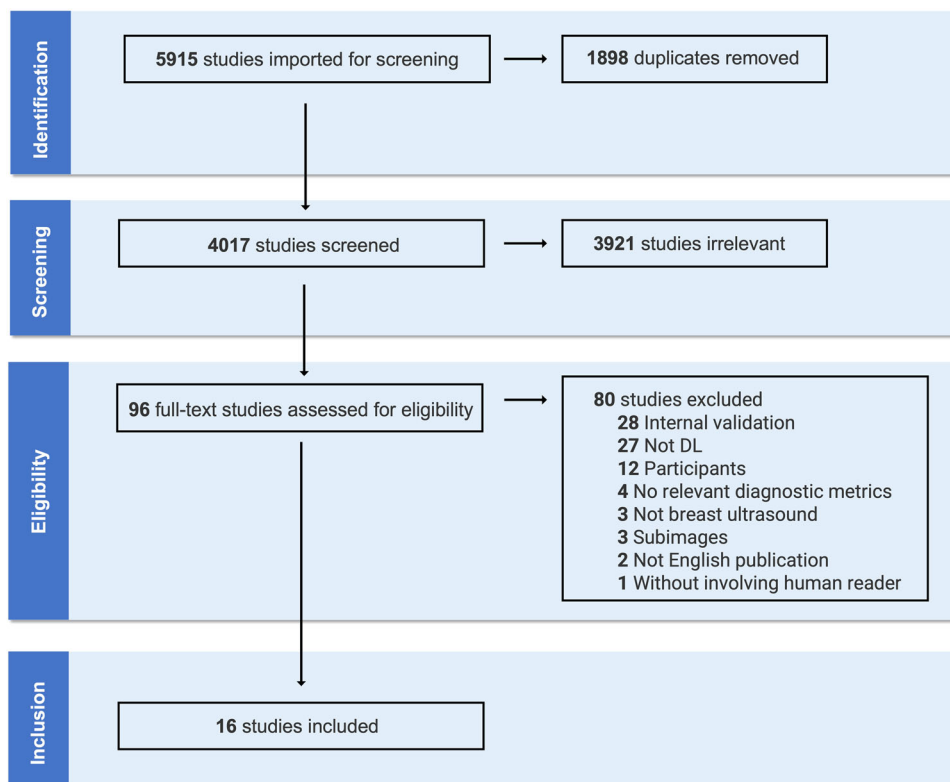 Identification
5915 studies imported for screening
1898 duplicates removed
Screening
4017 studies screened
3921 studies irrelevant
Eligibility
96 full-text studies assessed for eligibility
80 studies excluded
28 Internal validation
27 Not DL
12 Participants
4 No relevant diagnostic metrics
3 Not breast ultrasound
3 Subimages
2 Not English publication
1 Without involving human reader
Inclusion
16 studies included